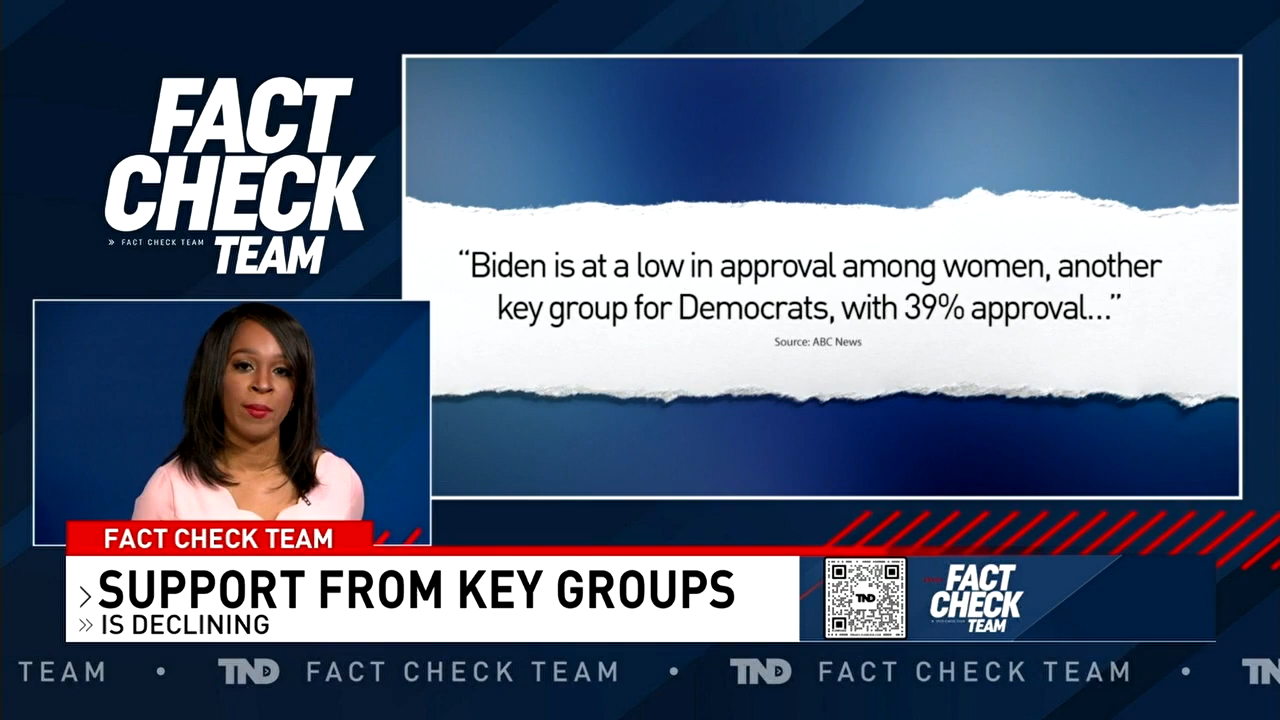 FACT
CHECK
» FACT CHECK TEAM
TEAM
“Biden is at a low in approval among women, another
key group for Democrats, with 39% approval...”
Source: ABC News
FACT CHECK TEAM
SUPPORT FROM KEY GROUPS
» IS DECLINING
TND
FACT
CHECK
TEAM
TEAM • TND FACT CHECK TEAM • TND FACT CHECK TEAM • TN